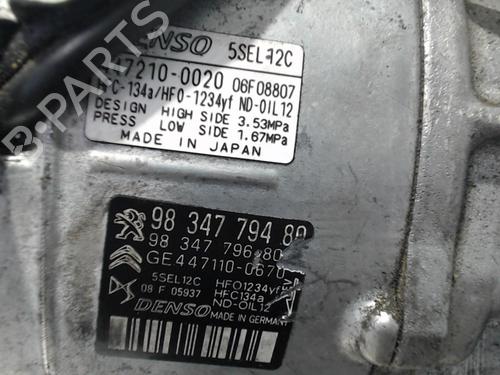 DENSO 5SEL12C
447210-0020 06F08807
HFC-134a/HFO-1234yf ND-OIL12
DESIGN HIGH SIDE 3.53MPa
PRESS LOW SIDE 1.67MPa
MADE IN JAPAN
98 347 794 80
98 347 796 80
GE447110-0670
5SEL12C HFO1234yf
08 F 05937 HFC134a
ND-OIL12
DENSO MADE IN GERMANY
B-PARTS